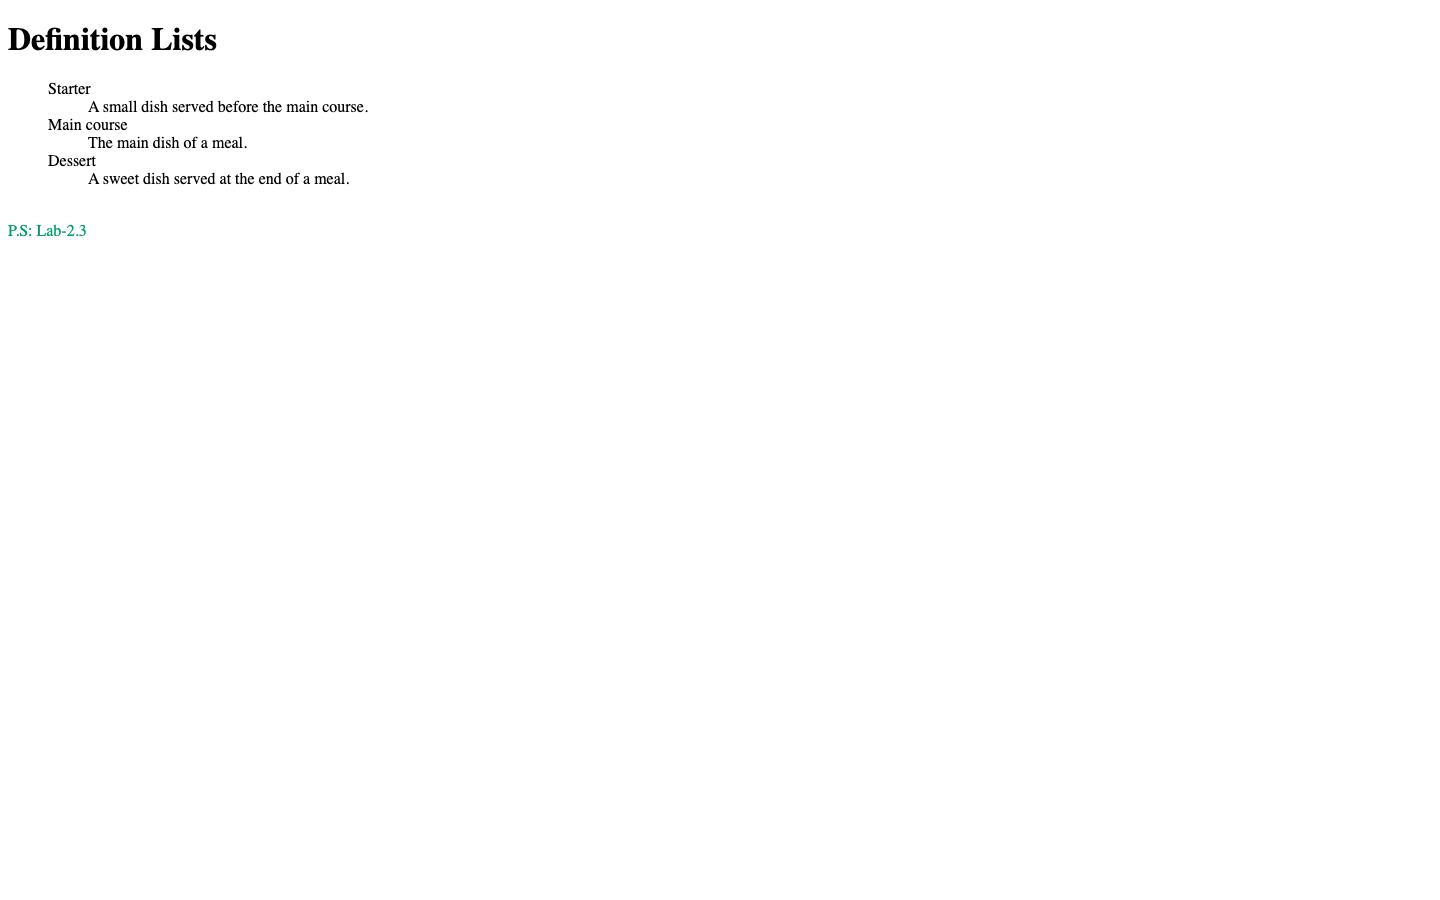 Definition Lists
Starter
A small dish served before the main course.
Main course
The main dish of a meal.
Dessert
A sweet dish served at the end of a meal.
P.S: Lab-2.3